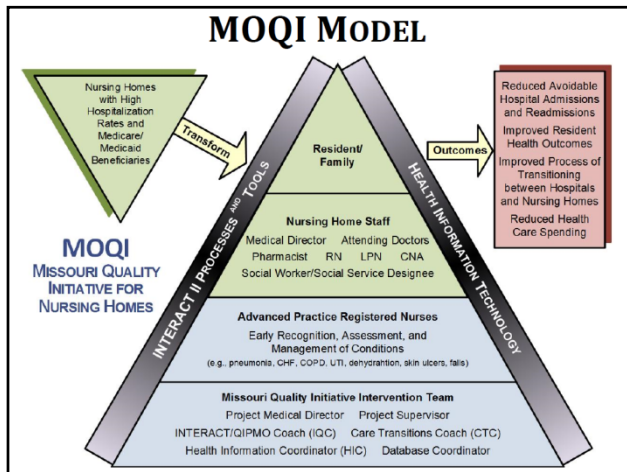 MOQI MODEL
Nursing Homes
with High
Hospitalization
Rates and
Medicare/
Medicaid
Beneficiaries
Transform
MOQI
MISSOURI QUALITY
INITIATIVE FOR
NURSING HOMES
INTERACT II PROCESSES AND TOOLS
Resident/
Family
Nursing Home Staff
Medical Director Attending Doctors
Pharmacist RN LPN CNA
Social Worker/Social Service Designee
Advanced Practice Registered Nurses
Early Recognition, Assessment, and
Management of Conditions
(e.g., pneumonia, CHF, COPD, UTI, dehydrahtion, skin ulcers, falls)
Missouri Quality Initiative Intervention Team
Project Medical Director Project Supervisor
INTERACT/QIPMO Coach (IQC) Care Transitions Coach (CTC)
Health Information Coordinator (HIC) Database Coordinator
HEALTH INFORMATION TECHNOLOGY
Outcomes
Reduced Avoidable
Hospital Admissions
and Readmissions
Improved Resident
Health Outcomes
Improved Process of
Transitioning
between Hospitals
and Nursing Homes
Reduced Health
Care Spending